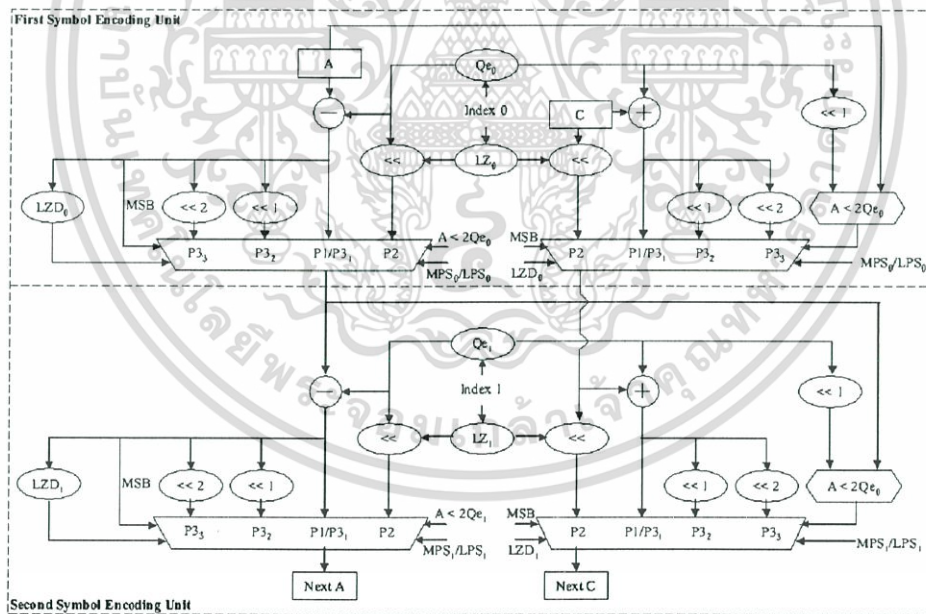 First Symbol Encoding Unit
A
Qe₀
Index 0
C
<< 1
<<
LZ₀
<<
LZD₀
MSB
<< 2
<< 1
<< 1
<< 2
A < 2Qe₀
P3₃ P3₂ P1/P3₁ P2
A < 2Qe₀
MPS₀/LPS₀
MSB
LZD₀
P2 P1/P3₁ P3₂ P3₃
MPS₀/LPS₀
Qe₁
Index 1
<< 1
<<
LZ₁
<<
LZD₁
MSB
<< 2
<< 1
<< 1
<< 2
A < 2Qe₀
P3₃ P3₂ P1/P3₁ P2
A < 2Qe₁
MPS₁/LPS₁
MSB
LZD₁
P2 P1/P3₁ P3₂ P3₃
MPS₁/LPS₁
Next A
Next C
Second Symbol Encoding Unit